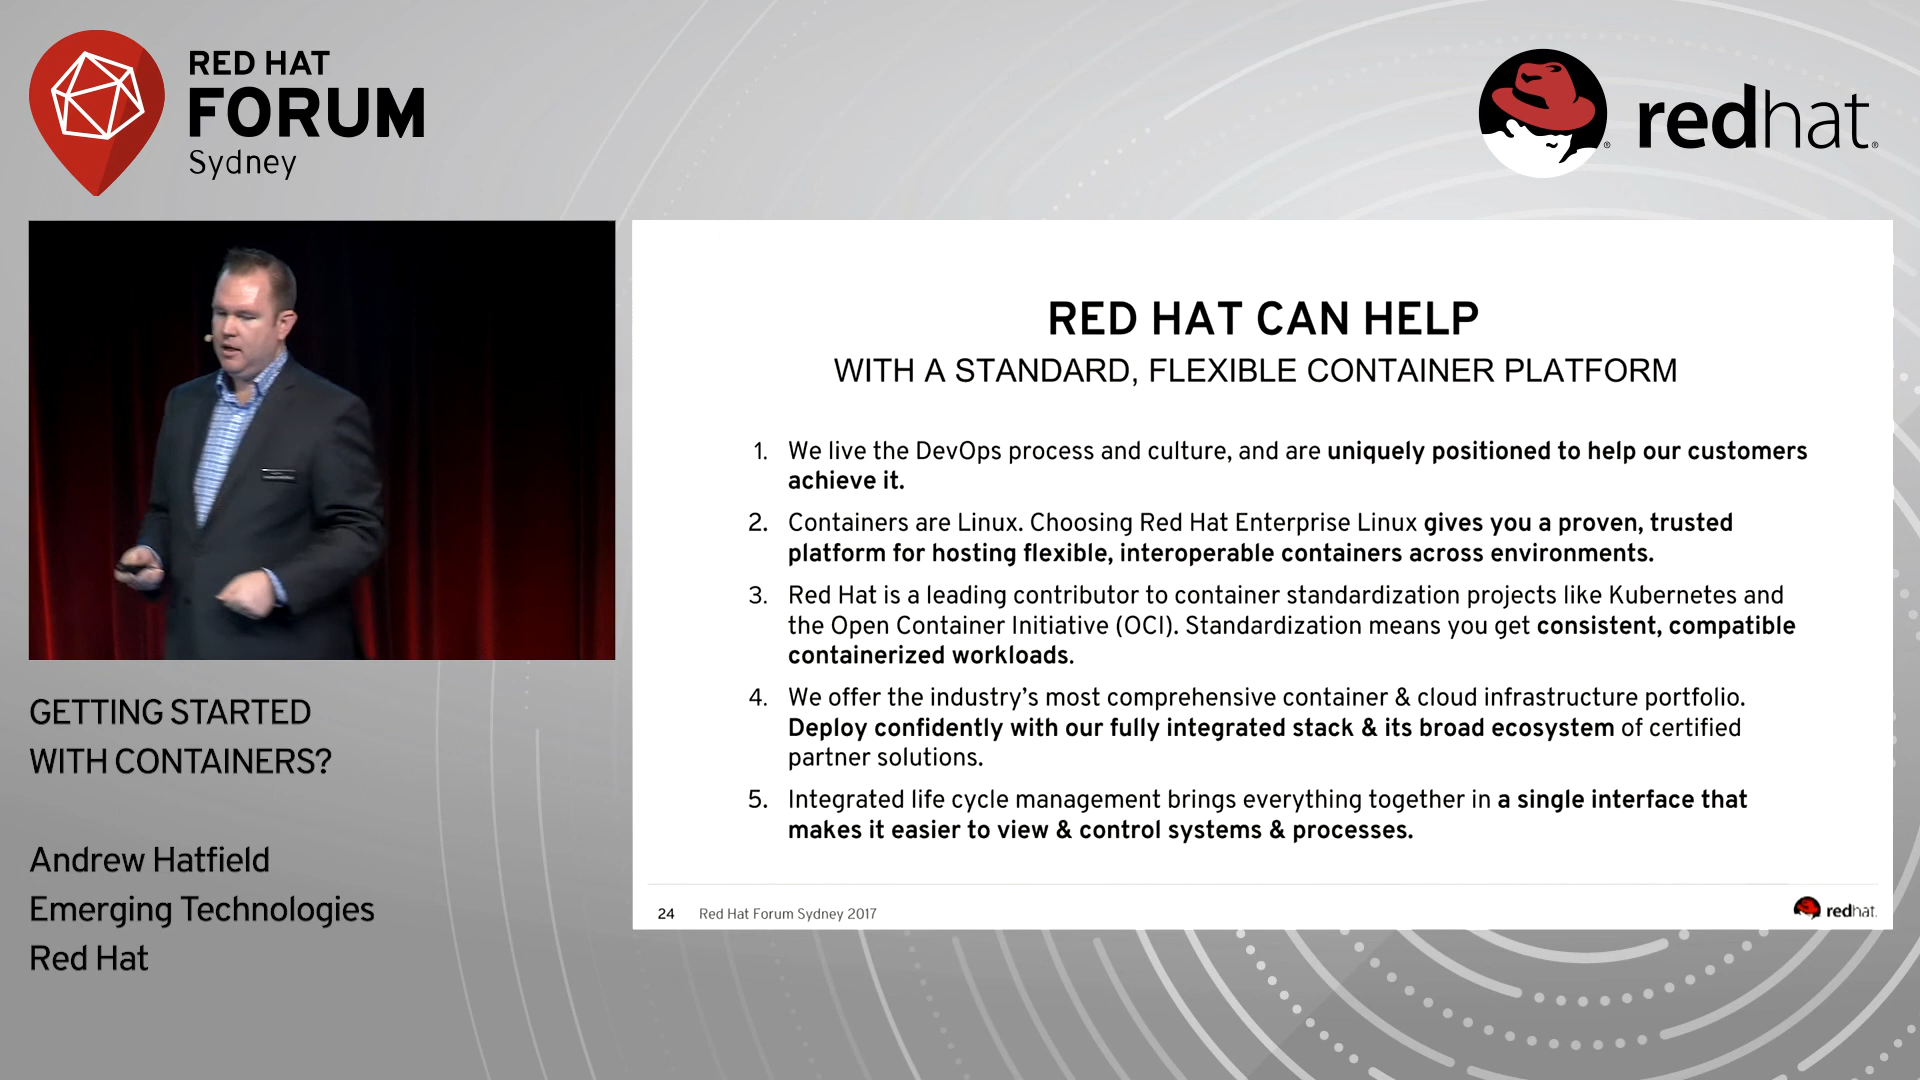 RED HAT
FORUM
Sydney
redhat.
GETTING STARTED
WITH CONTAINERS?
Andrew Hatfield
Emerging Technologies
Red Hat
RED HAT CAN HELP
WITH A STANDARD, FLEXIBLE CONTAINER PLATFORM
1. We live the DevOps process and culture, and are uniquely positioned to help our customers
achieve it.
2. Containers are Linux. Choosing Red Hat Enterprise Linux gives you a proven, trusted
platform for hosting flexible, interoperable containers across environments.
3. Red Hat is a leading contributor to container standardization projects like Kubernetes and
the Open Container Initiative (OCI). Standardization means you get consistent, compatible
containerized workloads.
4. We offer the industry’s most comprehensive container & cloud infrastructure portfolio.
Deploy confidently with our fully integrated stack & its broad ecosystem of certified
partner solutions.
5. Integrated life cycle management brings everything together in a single interface that
makes it easier to view & control systems & processes.
24 Red Hat Forum Sydney 2017
redhat.